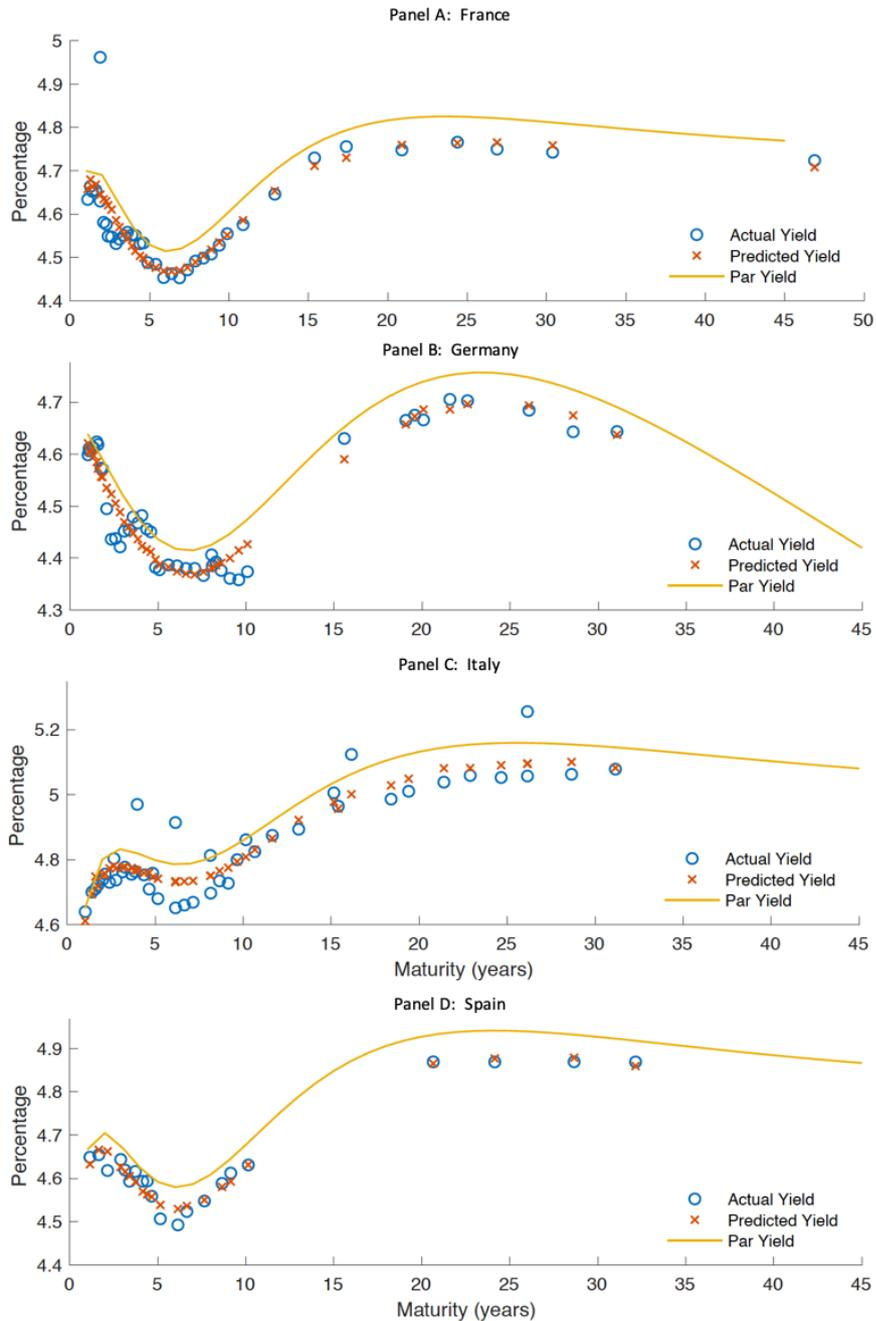 Panel A: France
5
4.9
4.8
4.7
4.6
4.5
4.4
Percentage
Actual Yield
Predicted Yield
Par Yield
0 5 10 15 20 25 30 35 40 45 50
Panel B: Germany
4.7
4.6
4.5
4.4
4.3
Percentage
Actual Yield
Predicted Yield
Par Yield
0 5 10 15 20 25 30 35 40 45
Panel C: Italy
5.2
5
4.8
4.6
Percentage
Actual Yield
Predicted Yield
Par Yield
0 5 10 15 20 25 30 35 40 45
Maturity (years)
Panel D: Spain
4.9
4.8
4.7
4.6
4.5
4.4
Percentage
Actual Yield
Predicted Yield
Par Yield
0 5 10 15 20 25 30 35 40 45
Maturity (years)